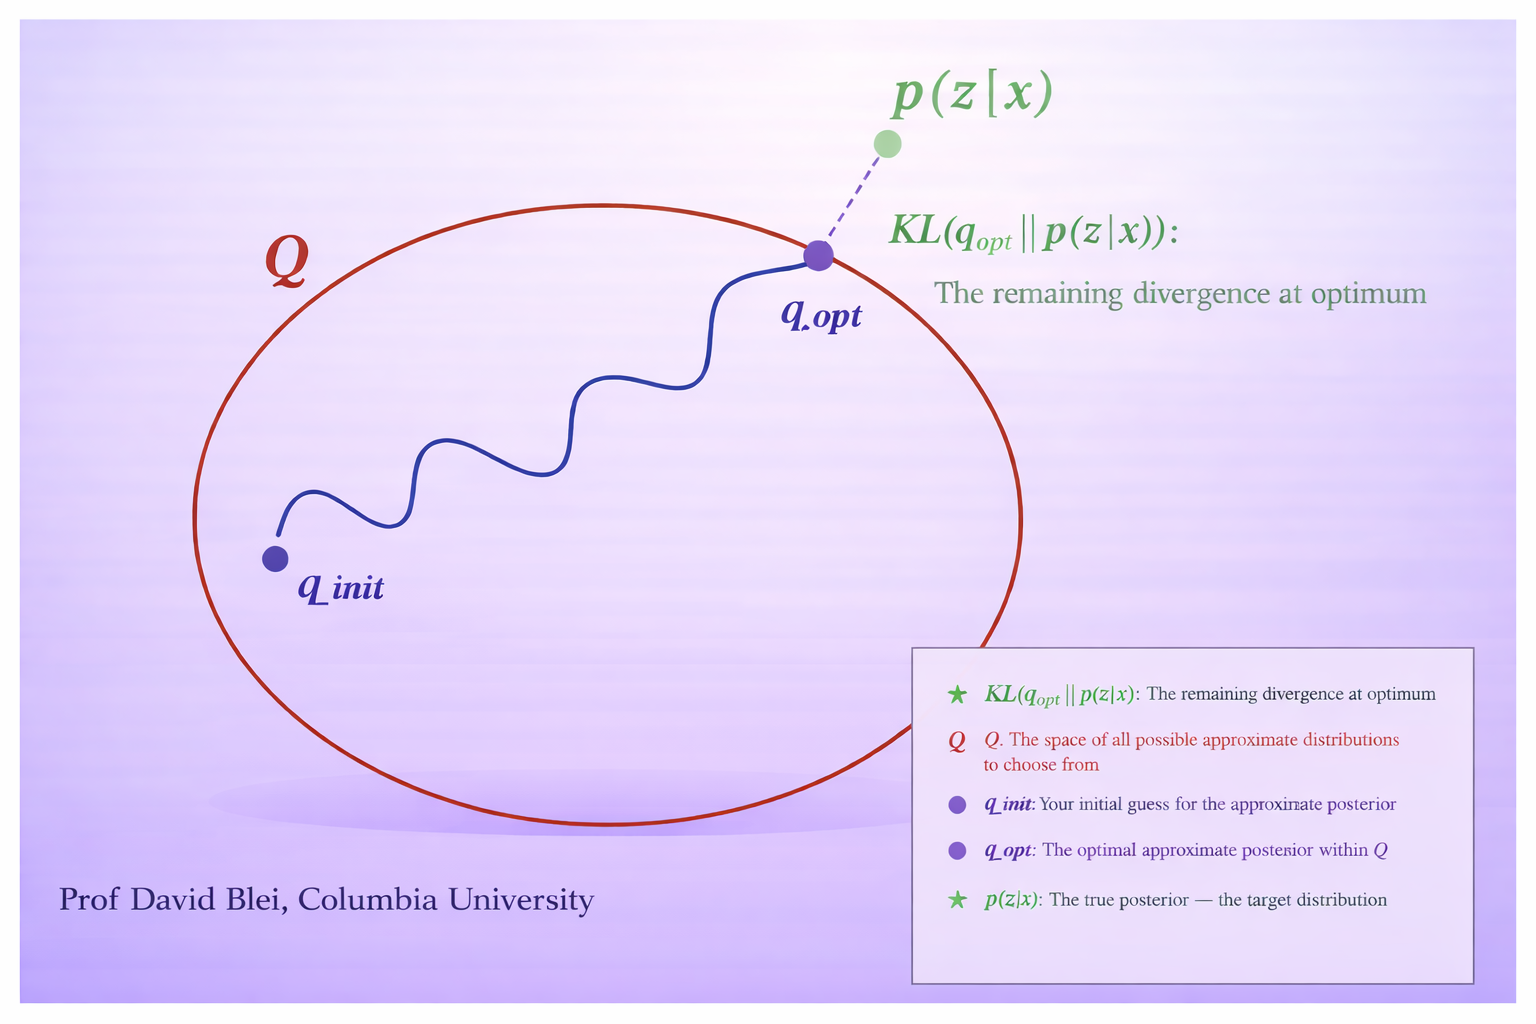 p(z|x)
KL(q_opt || p(z|x)):
Q
The remaining divergence at optimum
q.opt
q_init
KL(q_opt || p(z|x): The remaining divergence at optimum
Q Q. The space of all possible approximate distributions
to choose from
q_init: Your initial guess for the approximate posterior
q_opt: The optimal approximate posterior within Q
p(z|x): The true posterior — the target distribution
Prof David Blei, Columbia University